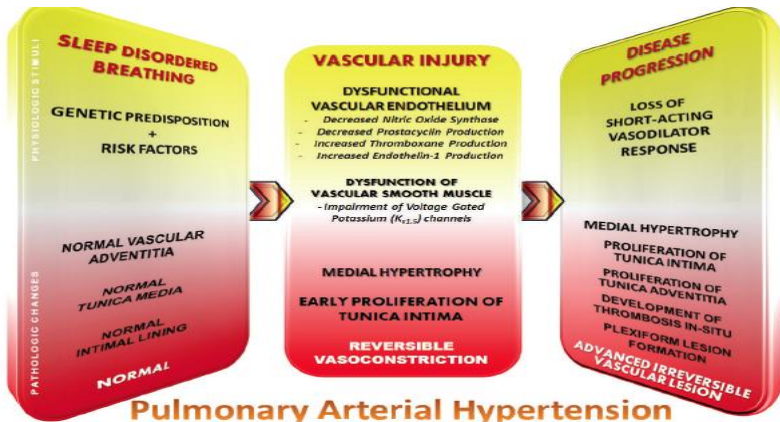 PHYSIOLOGIC STIMULI
SLEEP DISORDERED
BREATHING
GENETIC PREDISPOSITION
+
RISK FACTORS
NORMAL VASCULAR
ADVENTITIA
NORMAL
TUNICA MEDIA
NORMAL
INTIMAL LINING
PATHOLOGIC CHANGES
NORMAL
VASCULAR INJURY
DYSFUNCTIONAL
VASCULAR ENDOTHELIUM
- Decreased Nitric Oxide Synthase
- Decreased Prostacyclin Production
- Increased Thromboxane Production
- Increased Endothelin-1 Production
DYSFUNCTION OF
VASCULAR SMOOTH MUSCLE
- Impairment of Voltage Gated
Potassium (Kv1.5) channels
MEDIAL HYPERTROPHY
EARLY PROLIFERATION OF
TUNICA INTIMA
REVERSIBLE
VASOCONSTRICTION
DISEASE
PROGRESSION
LOSS OF
SHORT-ACTING
VASODILATOR
RESPONSE
MEDIAL HYPERTROPHY
PROLIFERATION OF
TUNICA INTIMA
PROLIFERATION OF
TUNICA ADVENTITIA
DEVELOPMENT OF
THROMBOSIS IN-SITU
PLEXIFORM LESION
FORMATION
ADVANCED IRREVERSIBLE
VASCULAR LESION
Pulmonary Arterial Hypertension